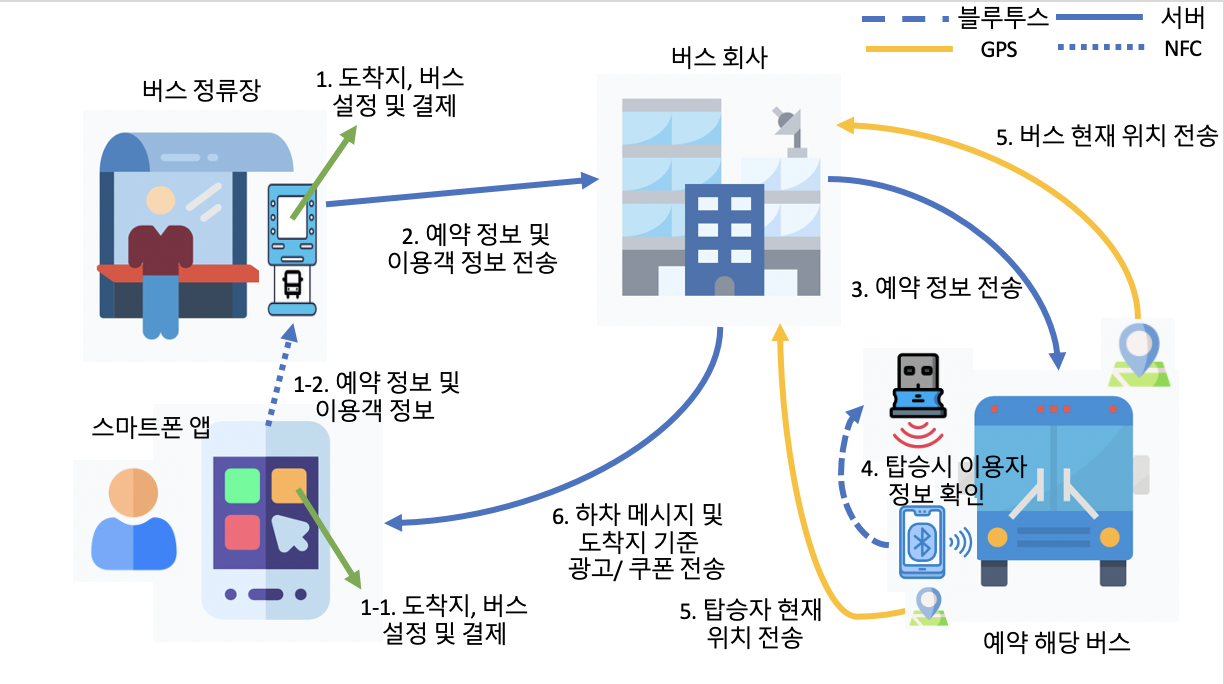 블루투스
서버
GPS
NFC
버스 정류장
1. 도착지, 버스
설정 및 결제
버스 회사
5. 버스 현재 위치 전송
2. 예약 정보 및
이용객 정보 전송
3. 예약 정보 전송
1-2. 예약 정보 및
이용객 정보
스마트폰 앱
4. 탑승시 이용자
정보 확인
6. 하차 메시지 및
도착지 기준
광고/ 쿠폰 전송
1-1. 도착지, 버스
설정 및 결제
5. 탑승자 현재
위치 전송
예약 해당 버스